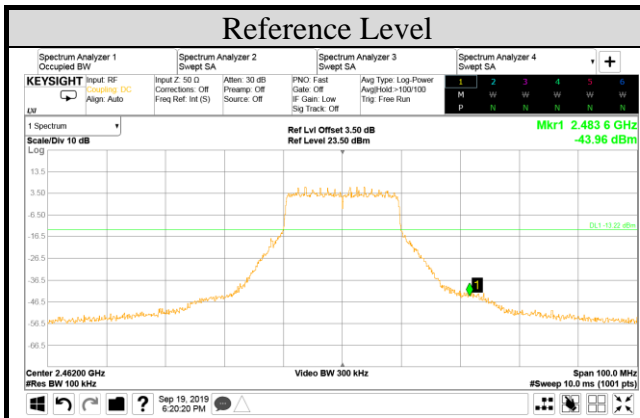 Reference Level
Spectrum Analyzer 1
Occupied BW
Spectrum Analyzer 2
Swept SA
Spectrum Analyzer 3
Swept SA
Spectrum Analyzer 4
Swept SA
+
KEYSIGHT
Input: RF
Coupling: DC
Align: Auto
LXI
Input Z: 50 Ω
Corrections: Off
Freq Ref: Int (S)
Atten: 30 dB
Preamp: Off
Source: Off
PNO: Fast
Gate: Off
IF Gain: Low
Sig Track: Off
Avg Type: Log-Power
Avg|Hold:>100/100
Trig: Free Run
1 2 3 4 5 6
M W W W W W
P N N N N N
1 Spectrum
Scale/Div 10 dB
Log
Ref Lvl Offset 3.50 dB
Ref Level 23.50 dBm
Mkr1 2.483 6 GHz
-43.96 dBm
13.5
3.50
-6.50
-16.5
-26.5
-36.5
-46.5
-56.5
-66.5
DL1 -13.22 dBm
1
Center 2.46200 GHz
#Res BW 100 kHz
Video BW 300 kHz
Span 100.0 MHz
#Sweep 10.0 ms (1001 pts)
?
Sep 19, 2019
6:20:20 PM